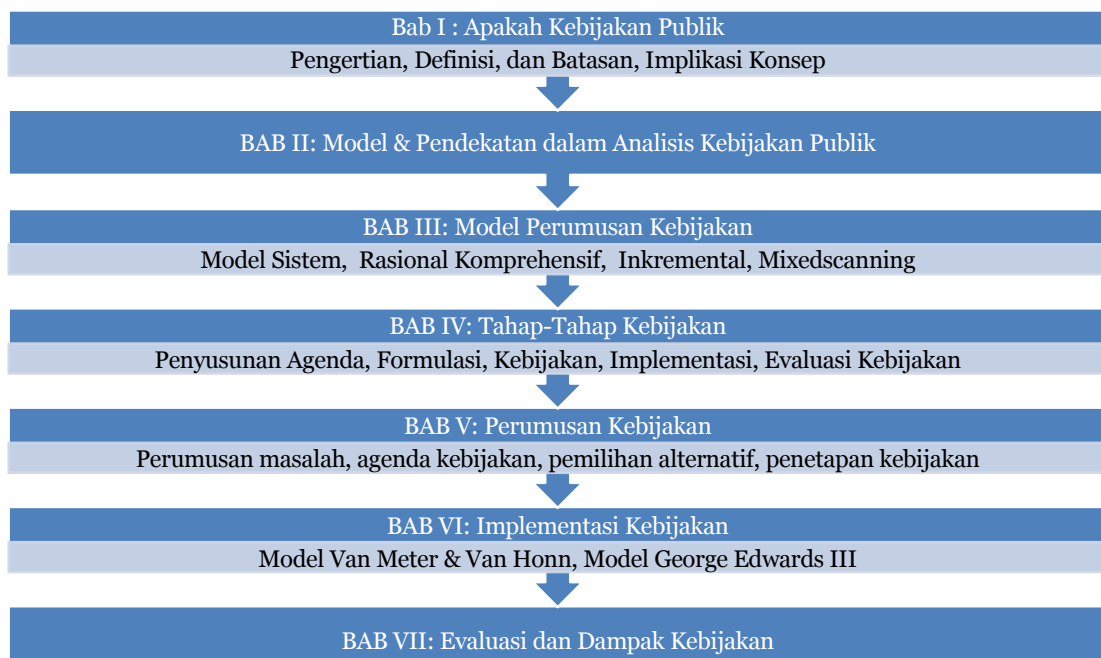 Bab I : Apakah Kebijakan Publik
Pengertian, Definisi, dan Batasan, Implikasi Konsep
BAB II: Model & Pendekatan dalam Analisis Kebijakan Publik
BAB III: Model Perumusan Kebijakan
Model Sistem, Rasional Komprehensif, Inkremental, Mixedscanning
BAB IV: Tahap-Tahap Kebijakan
Penyusunan Agenda, Formulasi, Kebijakan, Implementasi, Evaluasi Kebijakan
BAB V: Perumusan Kebijakan
Perumusan masalah, agenda kebijakan, pemilihan alternatif, penetapan kebijakan
BAB VI: Implementasi Kebijakan
Model Van Meter & Van Honn, Model George Edwards III
BAB VII: Evaluasi dan Dampak Kebijakan